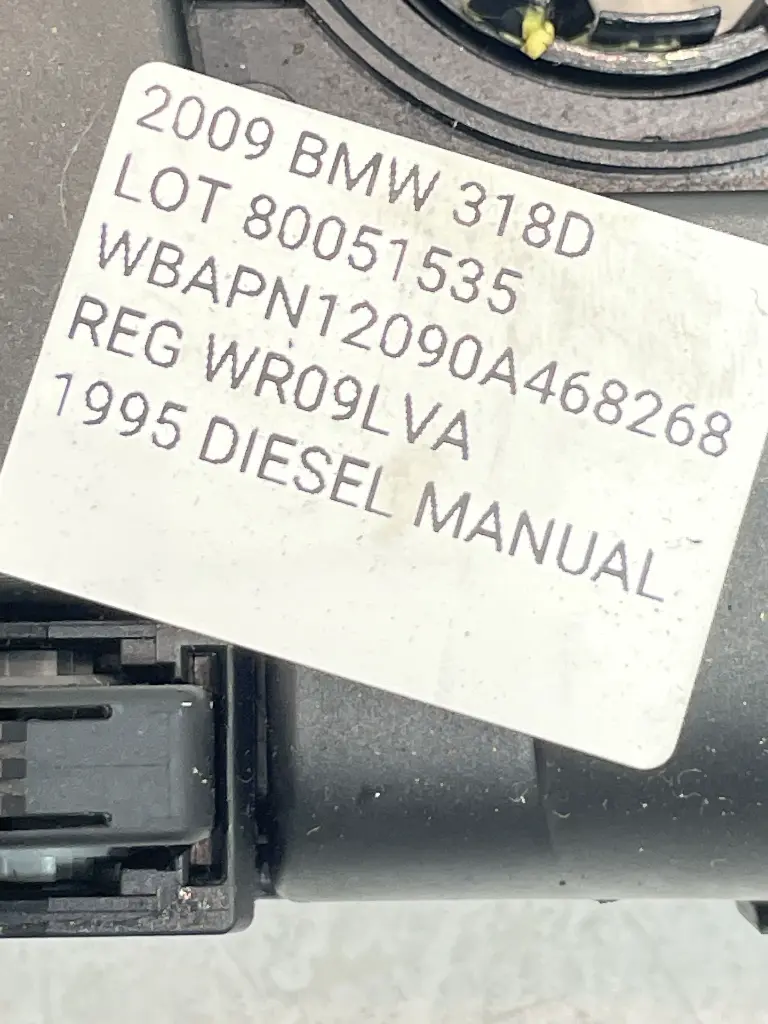 2009 BMW 318D
LOT 80051535
WBAPN12090A468268
REG WR09LVA
1995 DIESEL MANUAL